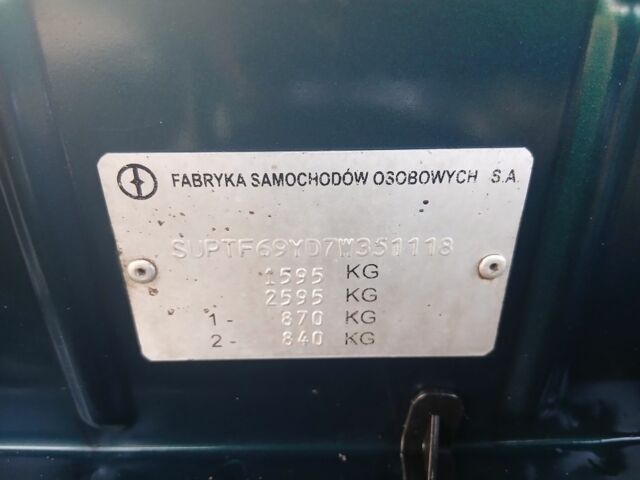 FABRYKA SAMOCHODÓW OSOBOWYCH S.A.
SUPTF69YD7W351118
1595 KG
2595 KG
1- 870 KG
2- 840 KG